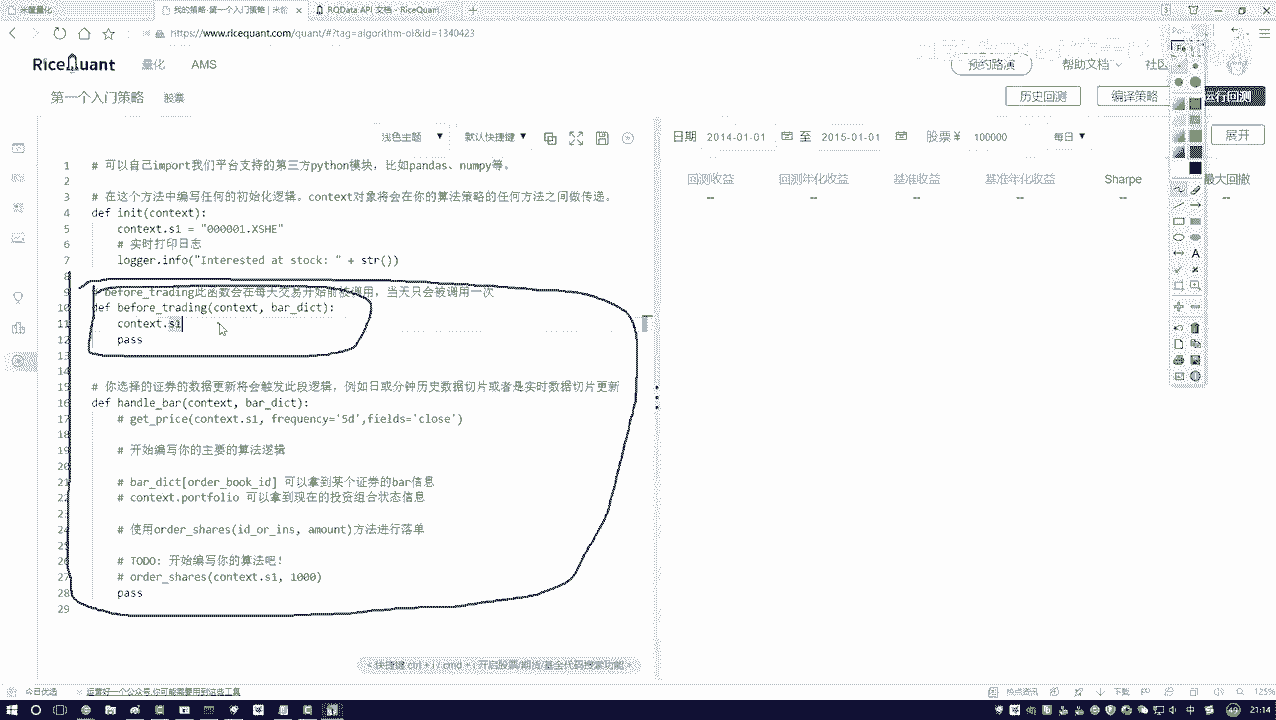 米筐量化
我的策略-第一个入门策略 | 米筐
RQData API 文档 - RiceQuant
https://www.ricequant.com/quant/#?tag=algorithm-oi&id=1340423
RiceQuant
量化
AMS
预约路演
帮助文档
社区
第一个入门策略
股票
历史回测
编译策略
浅色主题
默认快捷键
日期
2014-01-01
至
2015-01-01
股票 ¥
100000
每日
展开
回测收益
回测年化收益
基准收益
基准年化收益
Sharpe
最大回撤
--
--
--
--
--
--
1 # 可以自己import我们平台支持的第三方python模块，比如pandas、numpy等。
2
3 # 在这个方法中编写任何的初始化逻辑。context对象将会在你的算法策略的任何方法之间做传递。
4 def init(context):
5 context.s1 = "000001.XSHE"
6 # 实时打印日志
7 logger.info("Interested at stock: " + str())
8
9 before_trading此函数会在每天交易开始前被调用，当天只会被调用一次
10 def before_trading(context, bar_dict):
11 context.s1
12 pass
13
15 # 你选择的证券的数据更新将会触发此段逻辑，例如日或分钟历史数据切片或者是实时数据切片更新
16 def handle_bar(context, bar_dict):
17 # get_price(context.s1, frequency='5d',fields='close')
18
19 # 开始编写你的主要的算法逻辑
20
21 # bar_dict[order_book_id] 可以拿到某个证券的bar信息
22 # context.portfolio 可以拿到现在的投资组合状态信息
23
24 # 使用order_shares(id_or_ins, amount)方法进行落单
25
26 # TODO: 开始编写你的算法吧！
27 # order_shares(context.s1, 1000)
28 pass
29
快捷键 ctrl + i / cmd + i 开启股票/期货/基金代码搜索功能
今日优选
运营好一个公众号,你可能需要用到这些工具
热点资讯
下载
125%
中
21:14